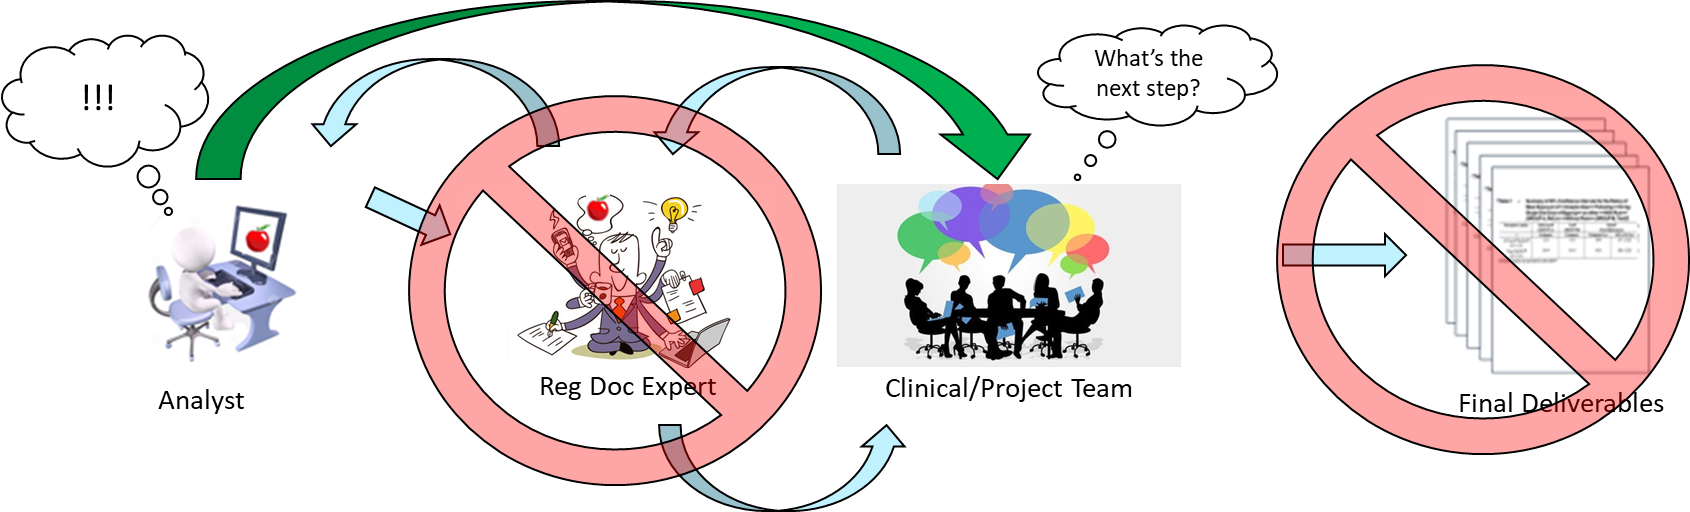 !!!
What's the
next step?
Analyst
Reg Doc Expert
Clinical/Project Team
Final Deliverables